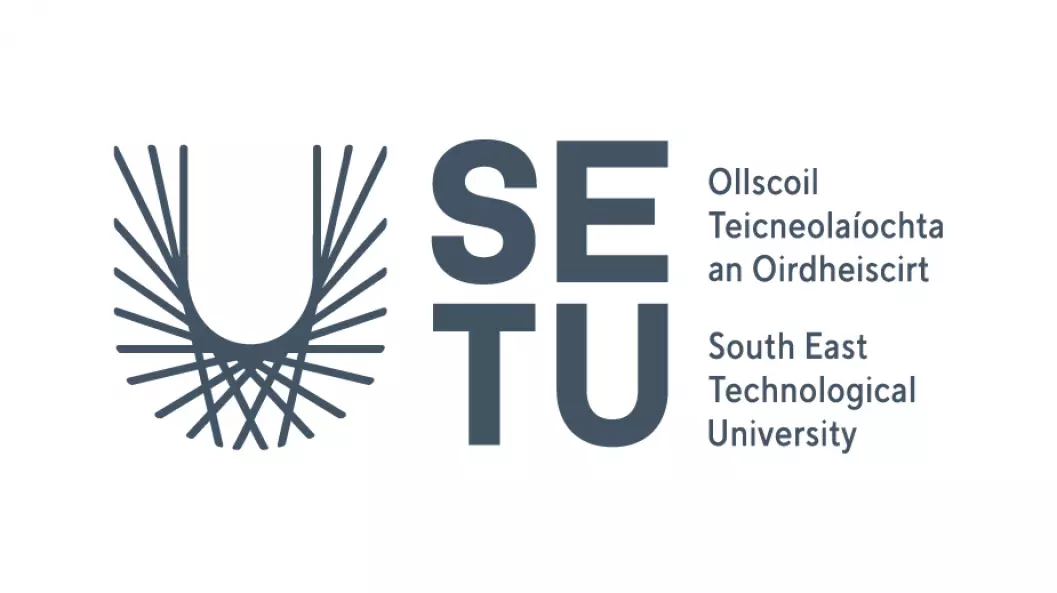 SE
TU
Ollscoil
Teicneolaíochta
an Oirdheiscirt
South East
Technological
University